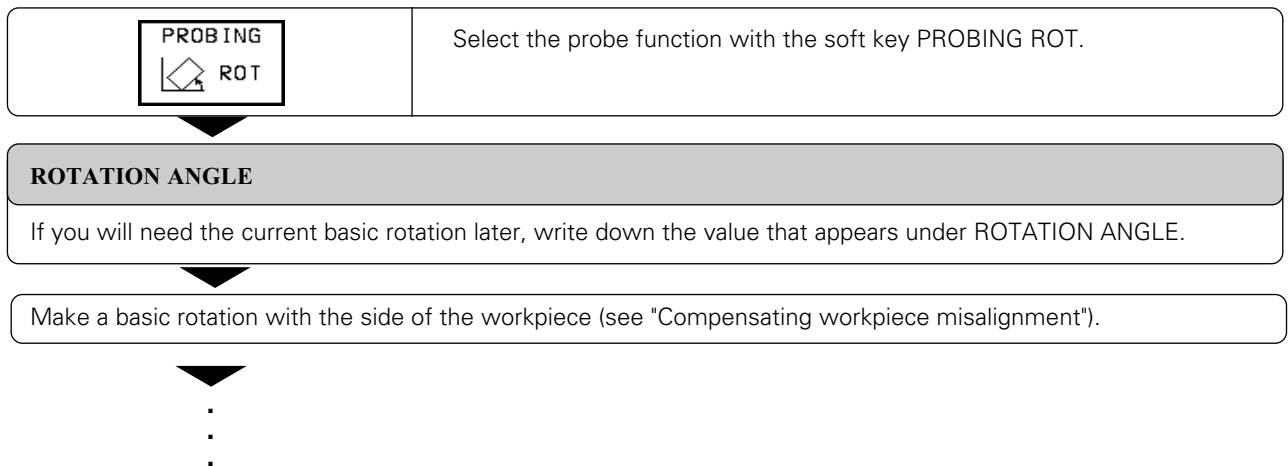 PROBING
ROT
Select the probe function with the soft key PROBING ROT.
ROTATION ANGLE
If you will need the current basic rotation later, write down the value that appears under ROTATION ANGLE.
Make a basic rotation with the side of the workpiece (see "Compensating workpiece misalignment").
.
.
.